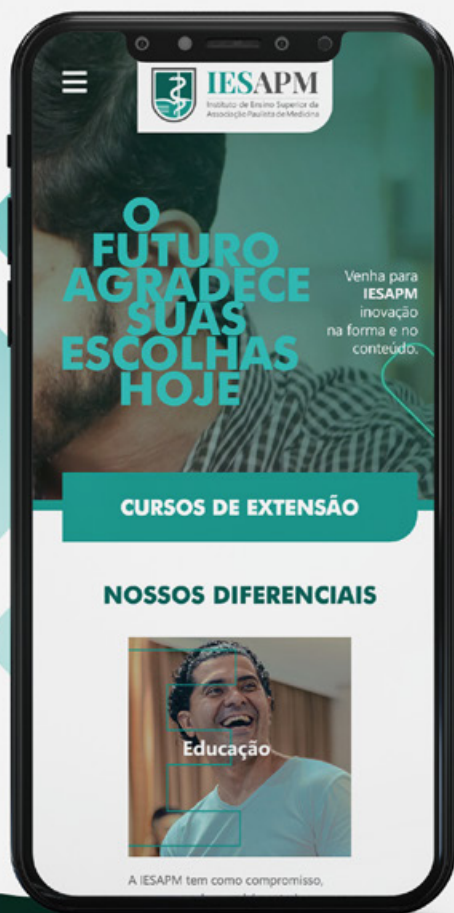 IESAPM
Instituto de Ensino Superior da
Associação Paulista de Medicina
O
FUTURO
AGRADECE
SUAS
ESCOLHAS
HOJE
Venha para
IESAPM
inovação
na forma e no
conteúdo.
CURSOS DE EXTENSÃO
NOSSOS DIFERENCIAIS
Educação
A IESAPM tem como compromisso,